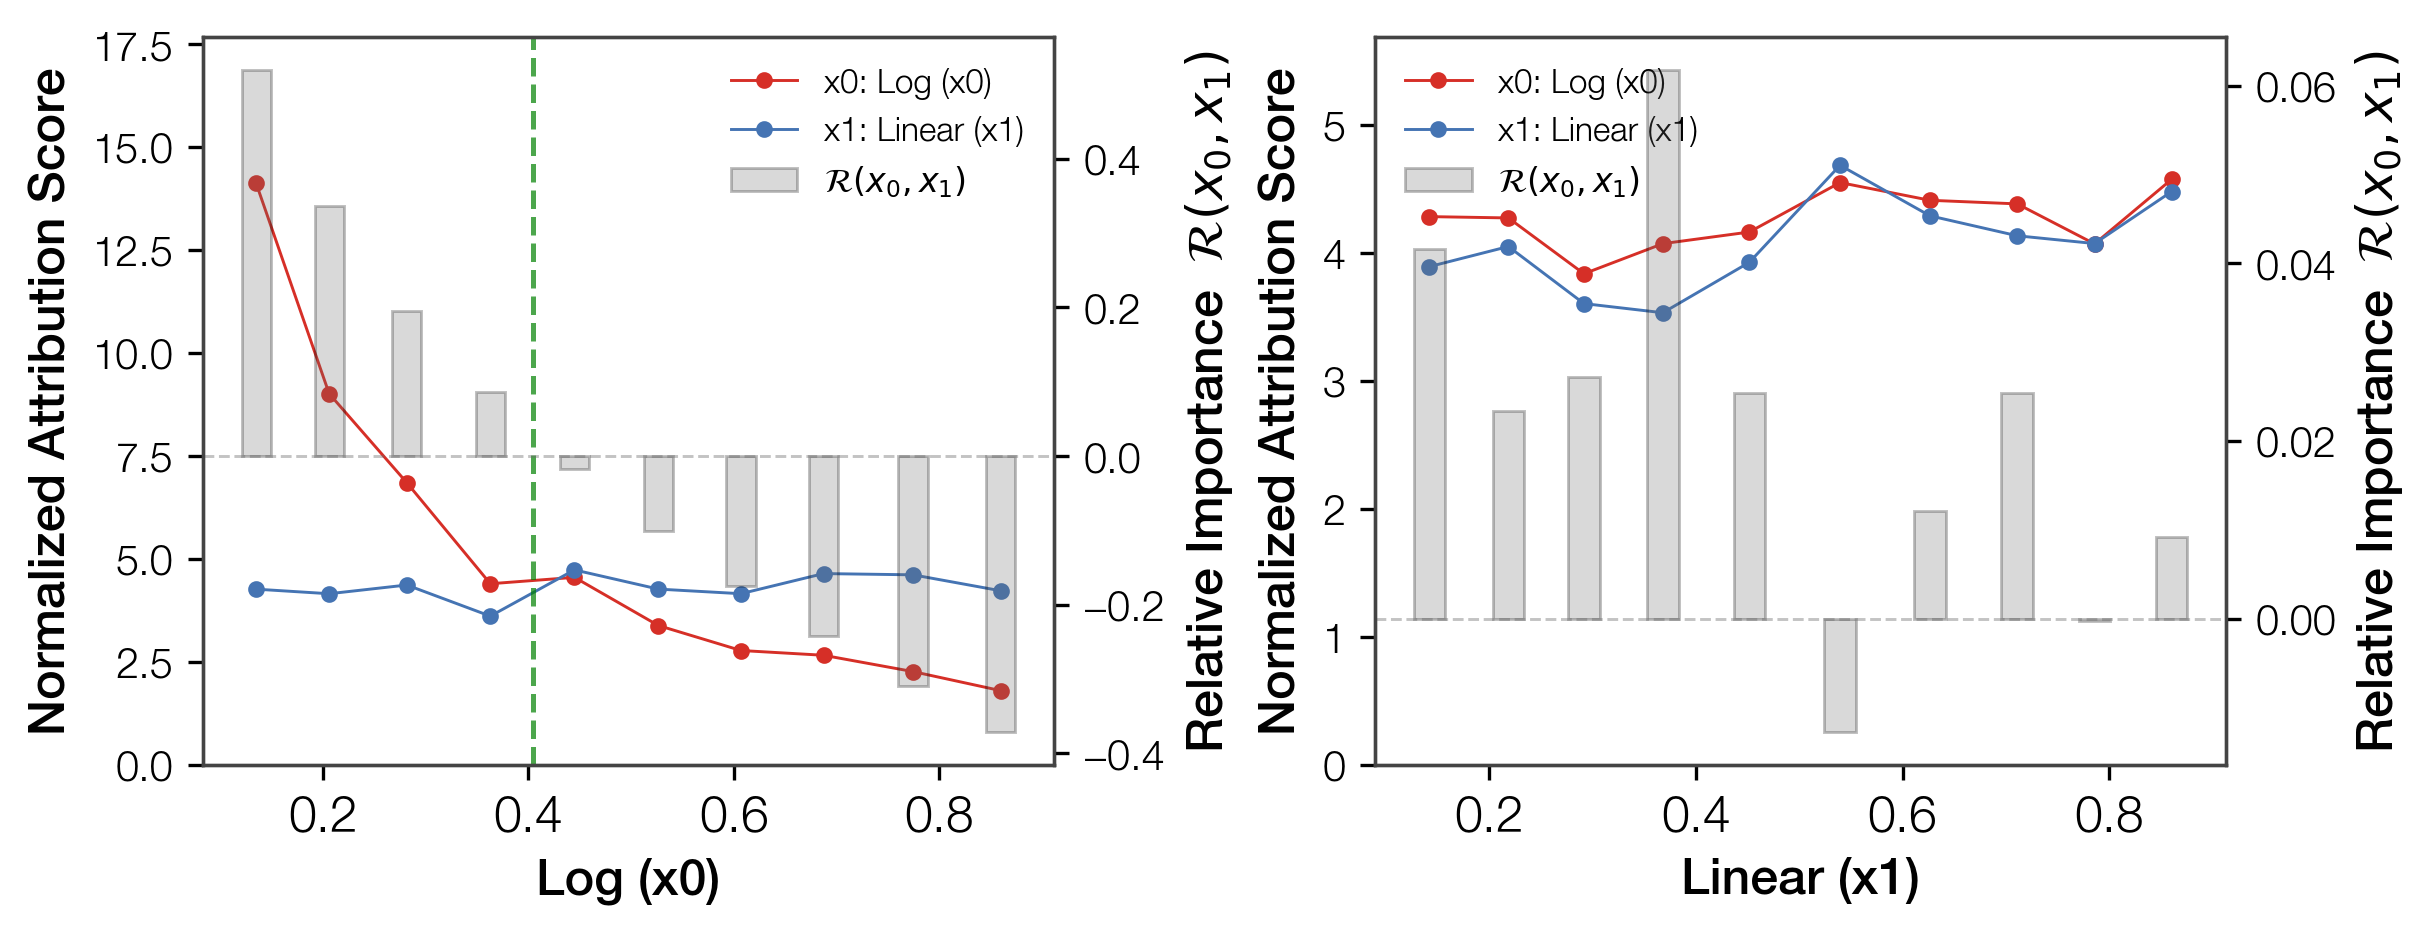 Normalized Attribution Score
17.5
15.0
12.5
10.0
7.5
5.0
2.5
0.0
x0: Log (x0)
x1: Linear (x1)
ℛ(x₀, x₁)
0.4
0.2
0.0
−0.2
−0.4
Relative Importance ℛ(x₀, x₁)
0.2 0.4 0.6 0.8
Log (x0)
Normalized Attribution Score
5
4
3
2
1
0
x0: Log (x0)
x1: Linear (x1)
ℛ(x₀, x₁)
0.06
0.04
0.02
0.00
Relative Importance ℛ(x₀, x₁)
0.2 0.4 0.6 0.8
Linear (x1)